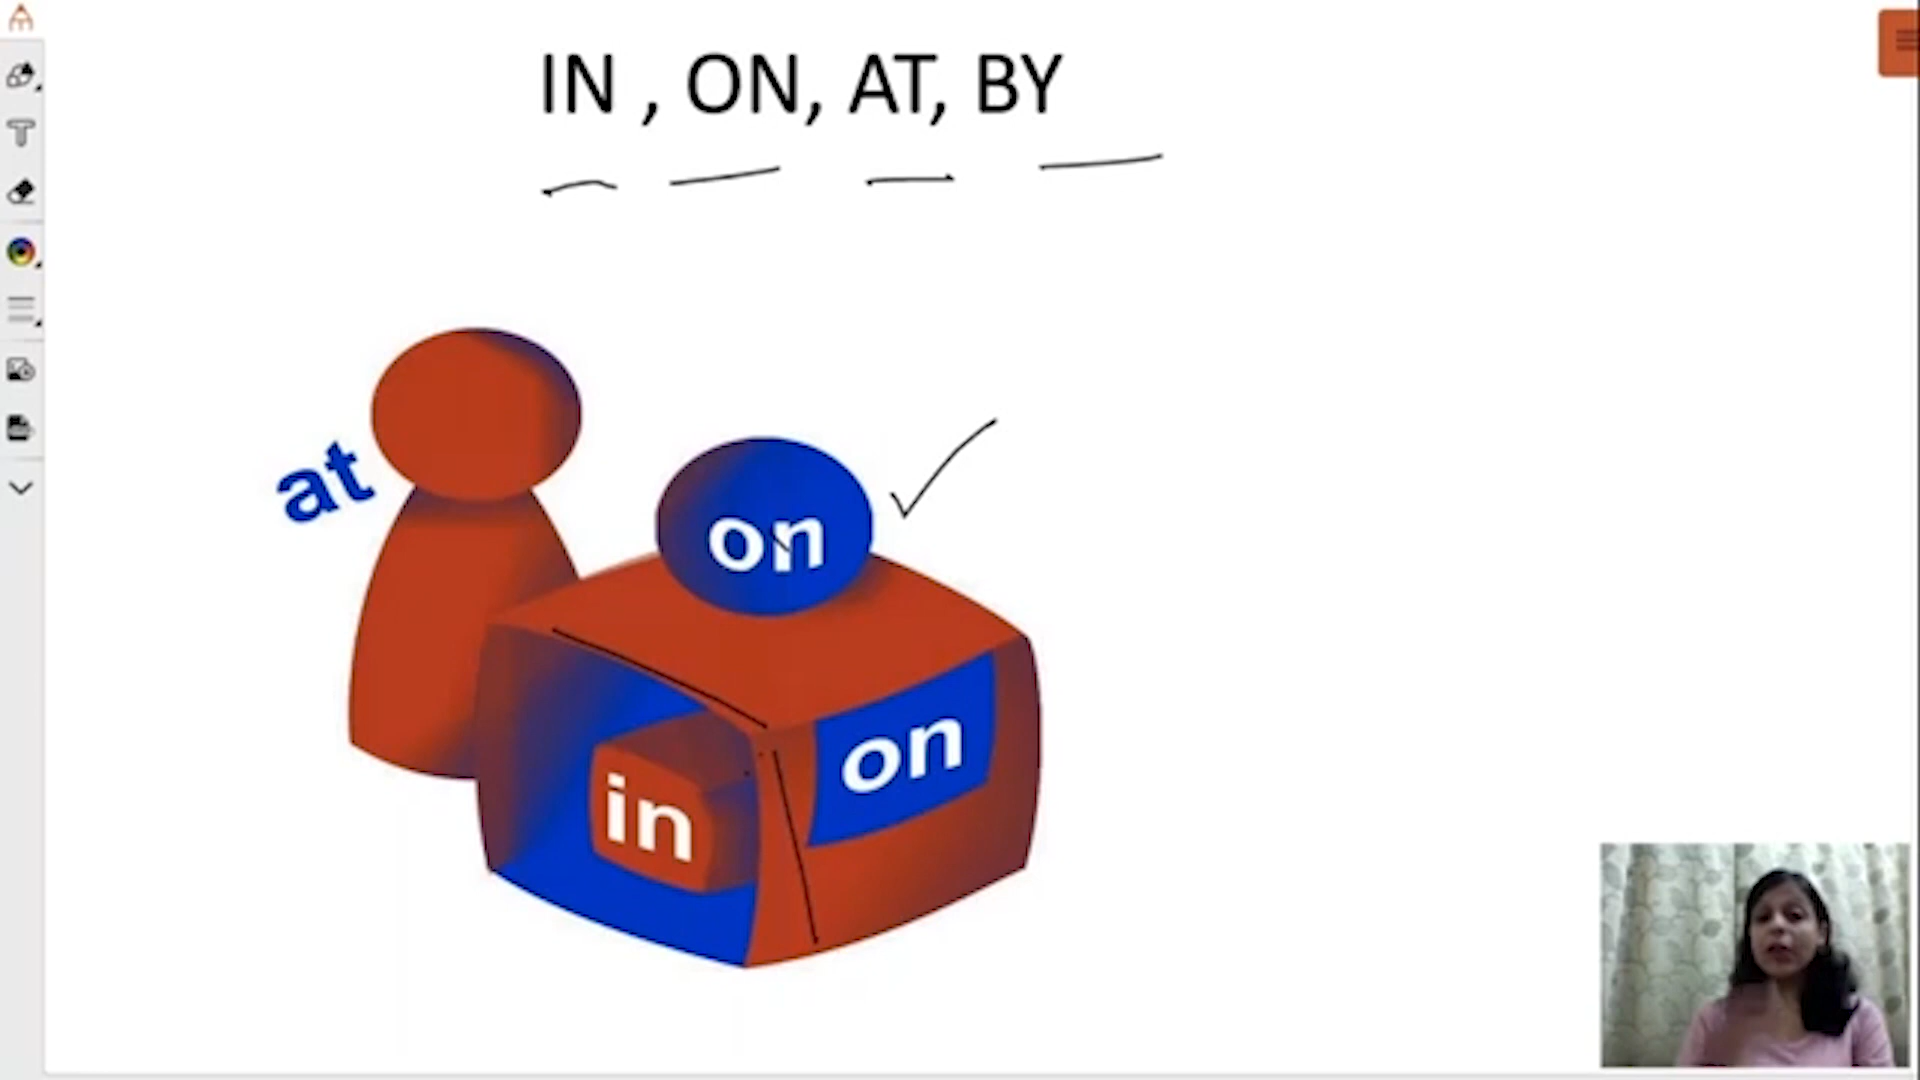 IN , ON, AT, BY
at
on
on
in